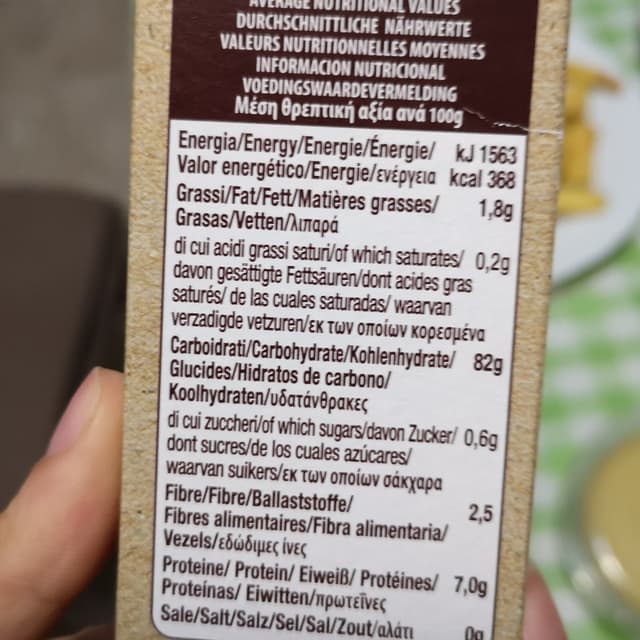 AVERAGE NUTRITIONAL VALUES
DURCHSCHNITTLICHE NÄHRWERTE
VALEURS NUTRITIONNELLES MOYENNES
INFORMACION NUTRICIONAL
VOEDINGSWAARDEVERMELDING
Μέση θρεπτική αξία ανά 100g
Energia/Energy/Energie/Énergie/ kJ 1563
Valor energético/Energie/ενέργεια kcal 368
Grassi/Fat/Fett/Matières grasses/ 1,8g
Grasas/Vetten/λιπαρά
di cui acidi grassi saturi/of which saturates/ 0,2g
davon gesättigte Fettsäuren/dont acides gras
saturés/ de las cuales saturadas/ waarvan
verzadigde vetzuren/εκ των οποίων κορεσμένα
Carboidrati/Carbohydrate/Kohlenhydrate/ 82g
Glucides/Hidratos de carbono/
Koolhydraten/υδατάνθρακες
di cui zuccheri/of which sugars/davon Zucker/ 0,6g
dont sucres/de los cuales azúcares/
waarvan suikers/εκ των οποίων σάκχαρα
Fibre/Fibre/Ballaststoffe/ 2,5
Fibres alimentaires/Fibra alimentaria/
Vezels/εδώδιμες ίνες
Proteine/ Protein/ Eiweiß/ Protéines/ 7,0g
Proteínas/ Eiwitten/πρωτεΐνες
Sale/Salt/Salz/Sel/Sal/Zout/αλάτι 0g